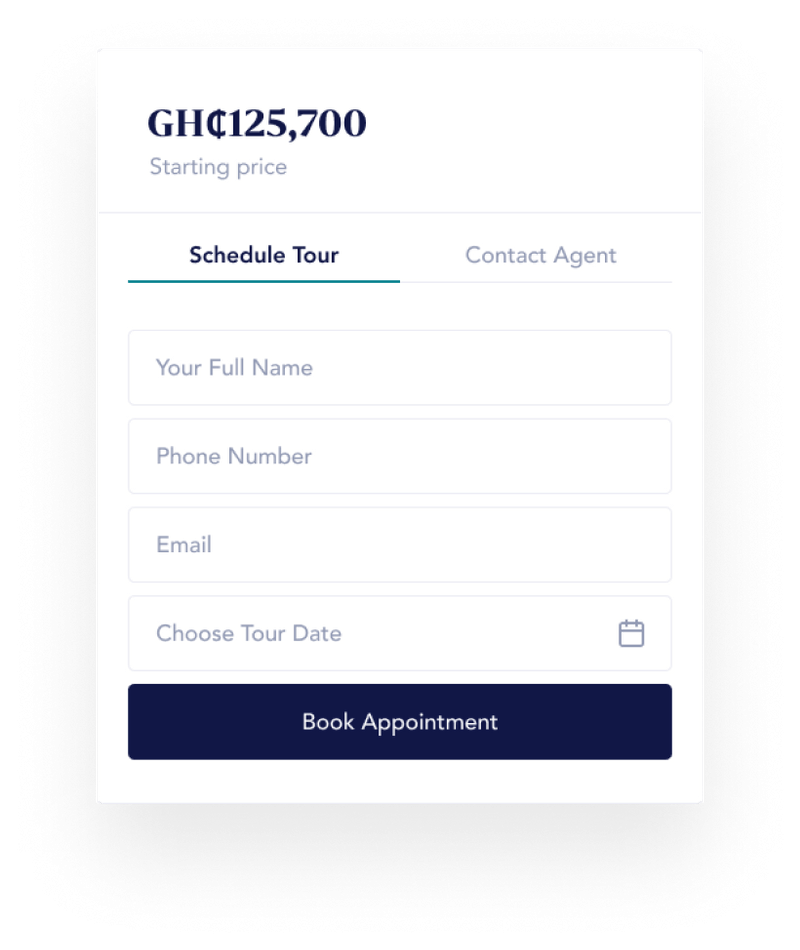 GH₵125,700
Starting price
Schedule Tour
Contact Agent
Your Full Name
Phone Number
Email
Choose Tour Date
Book Appointment